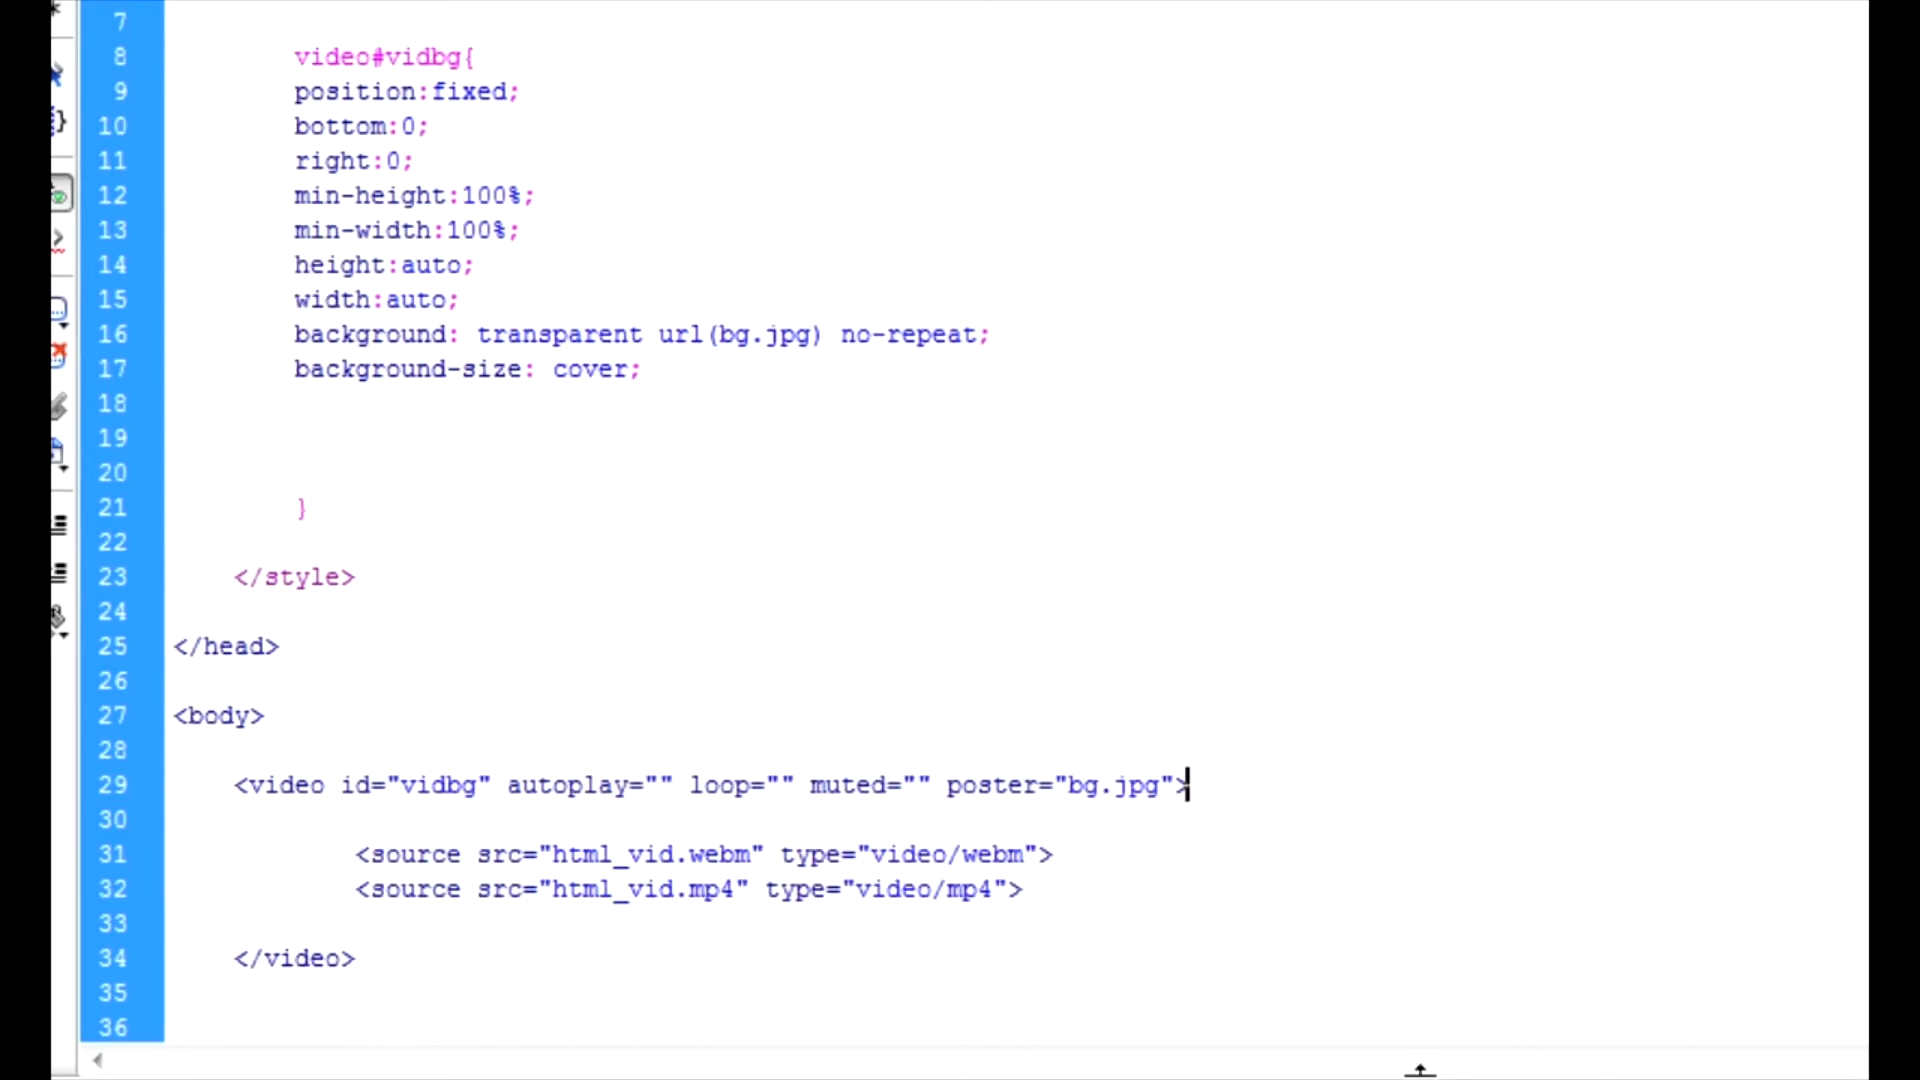 7
8 video#vidbg{
9 position:fixed;
10 bottom:0;
11 right:0;
12 min-height:100%;
13 min-width:100%;
14 height:auto;
15 width:auto;
16 background: transparent url(bg.jpg) no-repeat;
17 background-size: cover;
18
19
20
21 }
22
23 </style>
24
25 </head>
26
27 <body>
28
29 <video id="vidbg" autoplay="" loop="" muted="" poster="bg.jpg">
30
31 <source src="html_vid.webm" type="video/webm">
32 <source src="html_vid.mp4" type="video/mp4">
33
34 </video>
35
36